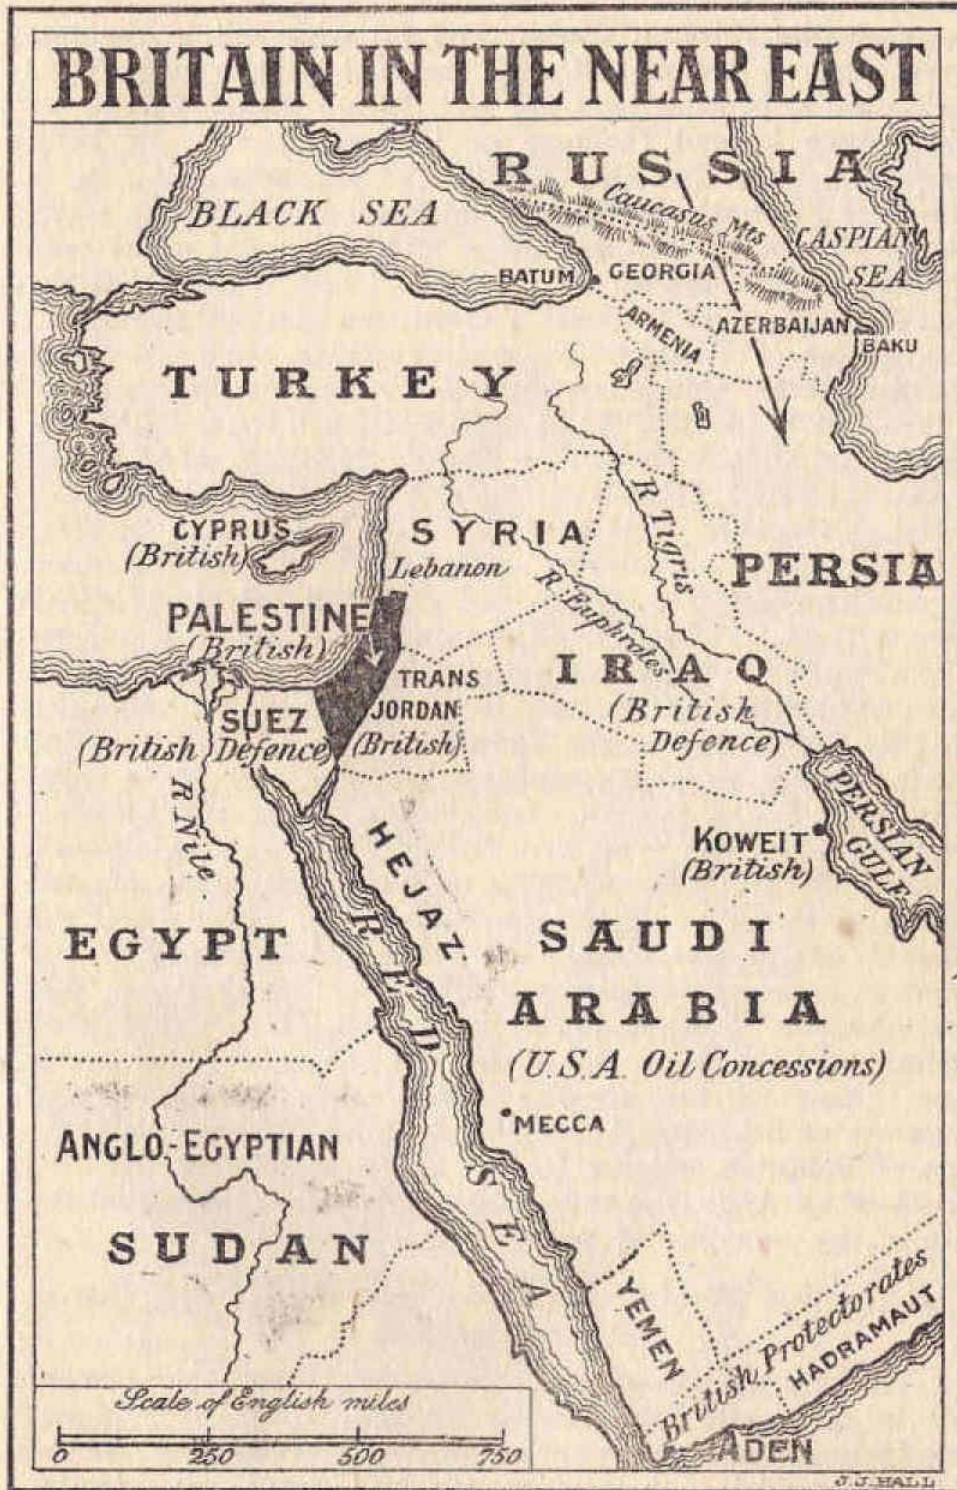 BRITAIN IN THE NEAR EAST
RUSSIA
Caucasus Mts
BLACK SEA
CASPIAN
SEA
BATUM
GEORGIA
ARMENIA
AZERBAIJAN
BAKU
TURKEY
CYPRUS
(British)
SYRIA
Lebanon
R Tigris
R. Euphrates
PERSIA
PALESTINE
(British)
TRANS
JORDAN
(British)
IRAQ
(British
Defence)
SUEZ
(British Defence)
R Nile
PERSIAN
GULF
KOWEIT
(British)
HEJAZ
RED SEA
EGYPT
SAUDI
ARABIA
(U.S.A. Oil Concessions)
MECCA
ANGLO-EGYPTIAN
SUDAN
YEMEN
British Protectorates
HADRAMAUT
ADEN
Scale of English miles
0 250 500 750
J.J.HALL